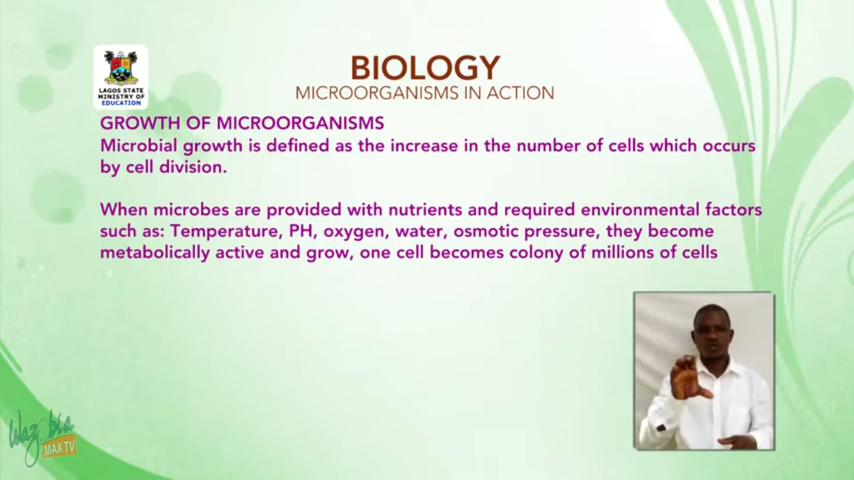 LAGOS STATE
MINISTRY OF
EDUCATION
BIOLOGY
MICROORGANISMS IN ACTION
GROWTH OF MICROORGANISMS
Microbial growth is defined as the increase in the number of cells which occurs
by cell division.
When microbes are provided with nutrients and required environmental factors
such as: Temperature, PH, oxygen, water, osmotic pressure, they become
metabolically active and grow, one cell becomes colony of millions of cells
Wazobia
MAX TV